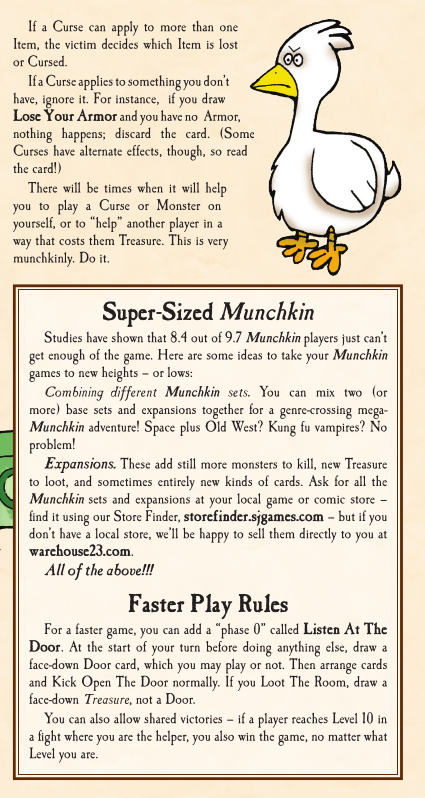 If a Curse can apply to more than one
Item, the victim decides which Item is lost
or Cursed.
If a Curse applies to something you don't
have, ignore it. For instance, if you draw
Lose Your Armor and you have no Armor,
nothing happens; discard the card. (Some
Curses have alternate effects, though, so read
the card!)
There will be times when it will help
you to play a Curse or Monster on
yourself, or to “help” another player in a
way that costs them Treasure. This is very
munchkinly. Do it.
Super-Sized Munchkin
Studies have shown that 8.4 out of 9.7 Munchkin players just can't
get enough of the game. Here are some ideas to take your Munchkin
games to new heights – or lows:
Combining different Munchkin sets. You can mix two (or
more) base sets and expansions together for a genre-crossing mega-
Munchkin adventure! Space plus Old West? Kung fu vampires? No
problem!
Expansions. These add still more monsters to kill, new Treasure
to loot, and sometimes entirely new kinds of cards. Ask for all the
Munchkin sets and expansions at your local game or comic store –
find it using our Store Finder, storefinder.sjgames.com – but if you
don't have a local store, we'll be happy to sell them directly to you at
warehouse23.com.
All of the above!!!
Faster Play Rules
For a faster game, you can add a “phase 0” called Listen At The
Door. At the start of your turn before doing anything else, draw a
face-down Door card, which you may play or not. Then arrange cards
and Kick Open The Door normally. If you Loot The Room, draw a
face-down Treasure, not a Door.
You can also allow shared victories – if a player reaches Level 10 in
a fight where you are the helper, you also win the game, no matter what
Level you are.